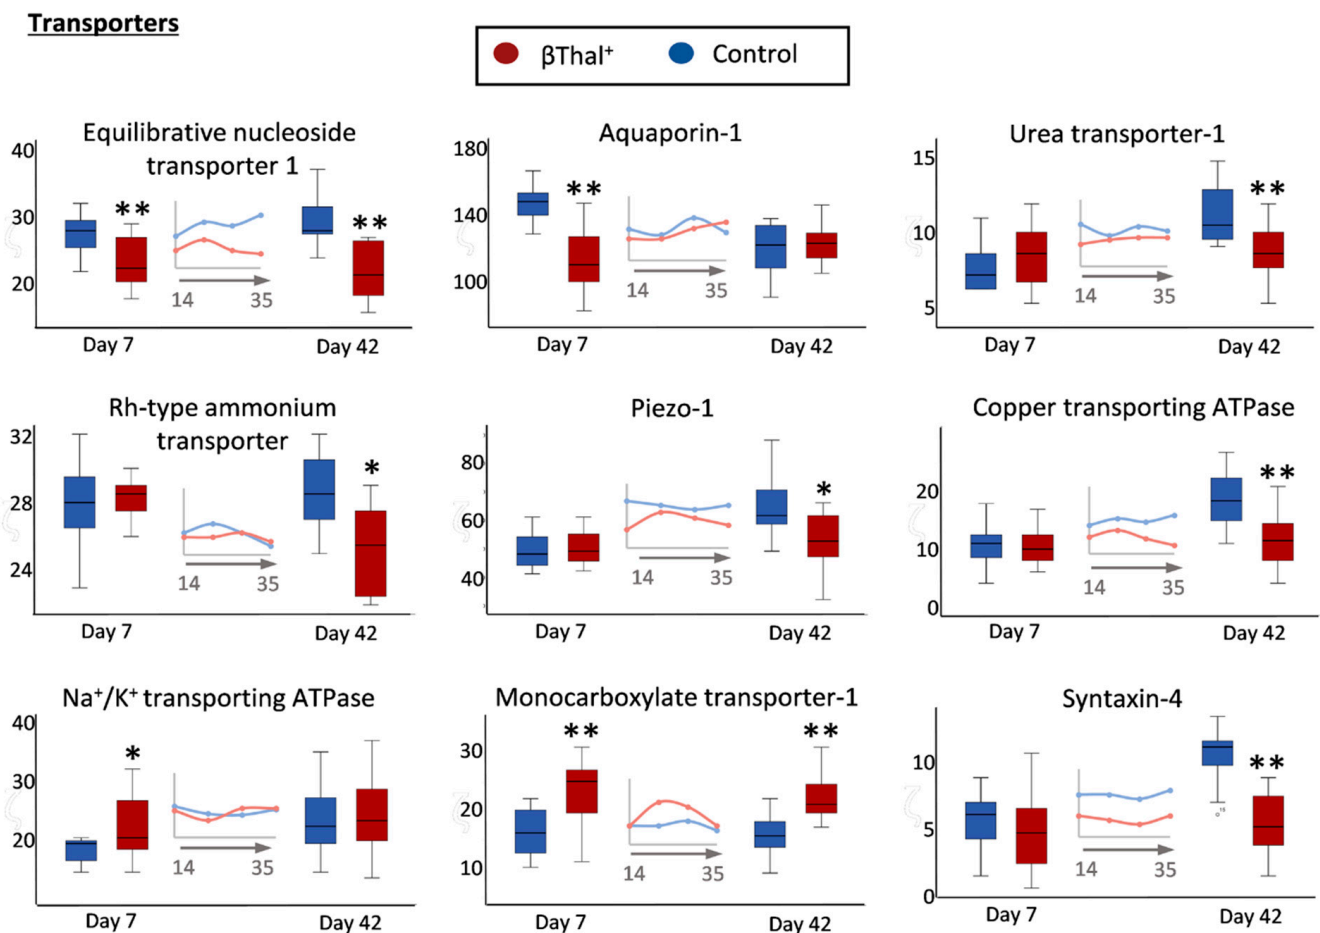 Transporters
βThal⁺ Control
Equilibrative nucleoside
transporter 1
40
30
20
** **
14 35
Day 7 Day 42
Aquaporin-1
180
140
100
**
14 35
Day 7 Day 42
Urea transporter-1
15
10
5
**
14 35
Day 7 Day 42
Rh-type ammonium
transporter
32
28
24
*
14 35
Day 7 Day 42
Piezo-1
80
60
40
*
14 35
Day 7 Day 42
Copper transporting ATPase
20
10
0
**
14 35
Day 7 Day 42
Na⁺/K⁺ transporting ATPase
40
30
20
*
14 35
Day 7 Day 42
Monocarboxylate transporter-1
30
20
10
** **
14 35
Day 7 Day 42
Syntaxin-4
10
5
0
**
14 35
Day 7 Day 42